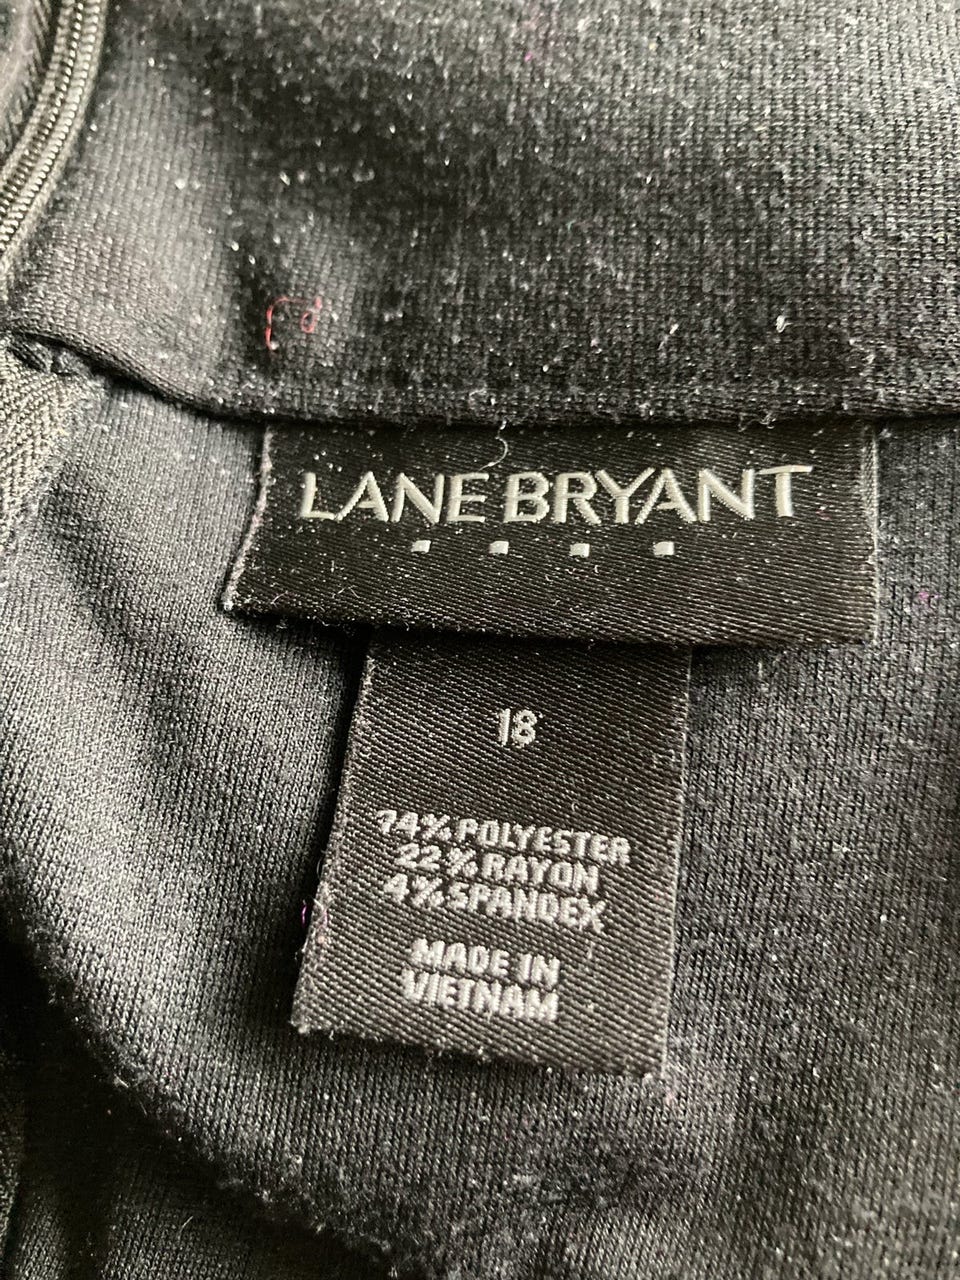 LANE BRYANT
18
74% POLYESTER
22% RAYON
4% SPANDEX
MADE IN
VIETNAM